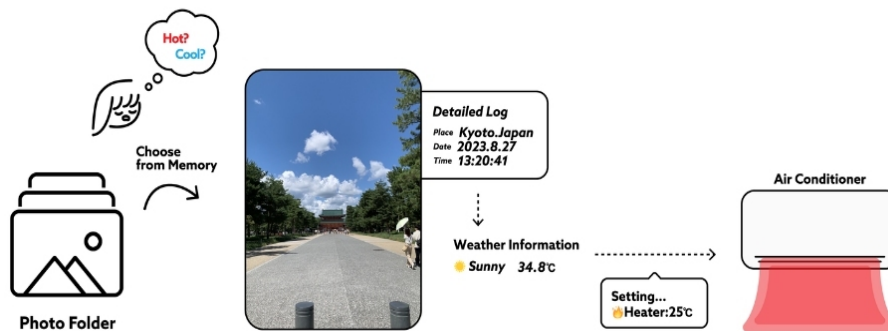 Hot?
Cool?
Choose
from Memory
Photo Folder
Detailed Log
Place Kyoto.Japan
Date 2023.8.27
Time 13:20:41
Weather Information
☀️ Sunny 34.8℃
Setting...
🔥Heater:25℃
Air Conditioner